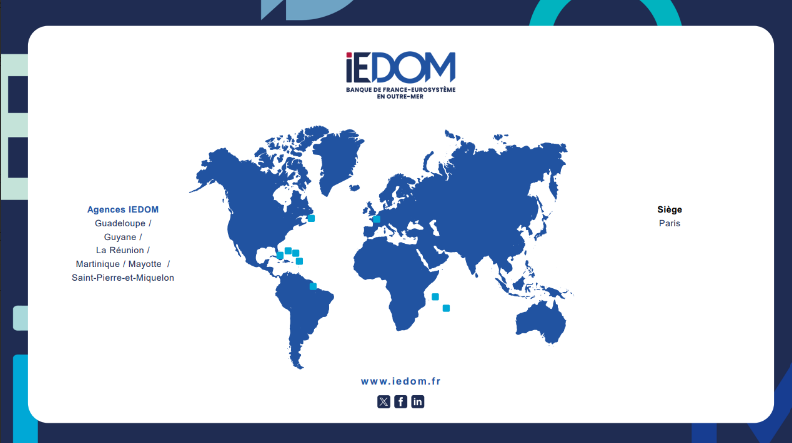 iEDOM
BANQUE DE FRANCE-EUROSYSTÈME
EN OUTRE-MER
Agences IEDOM
Guadeloupe /
Guyane /
La Réunion /
Martinique / Mayotte /
Saint-Pierre-et-Miquelon
Siège
Paris
www.iedom.fr